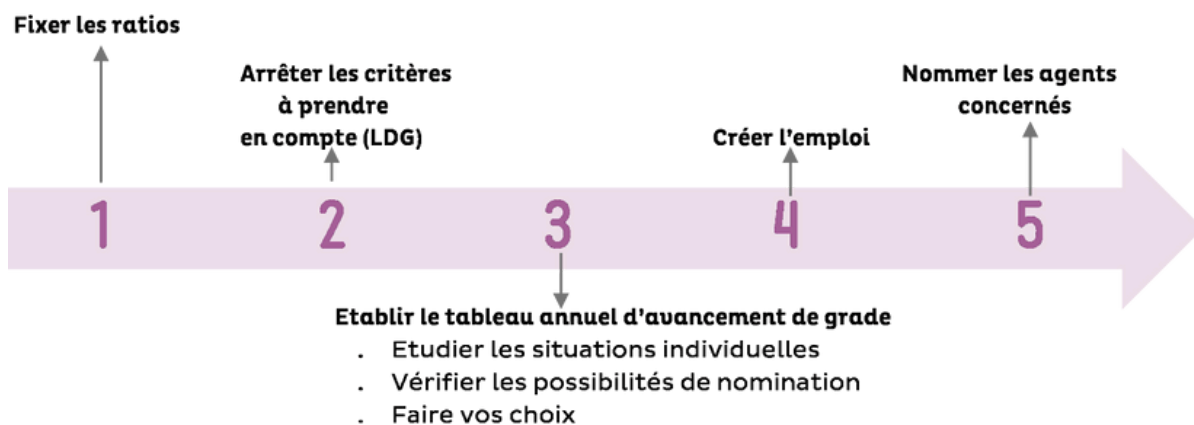 Fixer les ratios
Arrêter les critères
à prendre
en compte (LDG)
Nommer les agents
concernés
Créer l'emploi
1
2
3
4
5
Etablir le tableau annuel d'avancement de grade
. Etudier les situations individuelles
. Vérifier les possibilités de nomination
. Faire vos choix